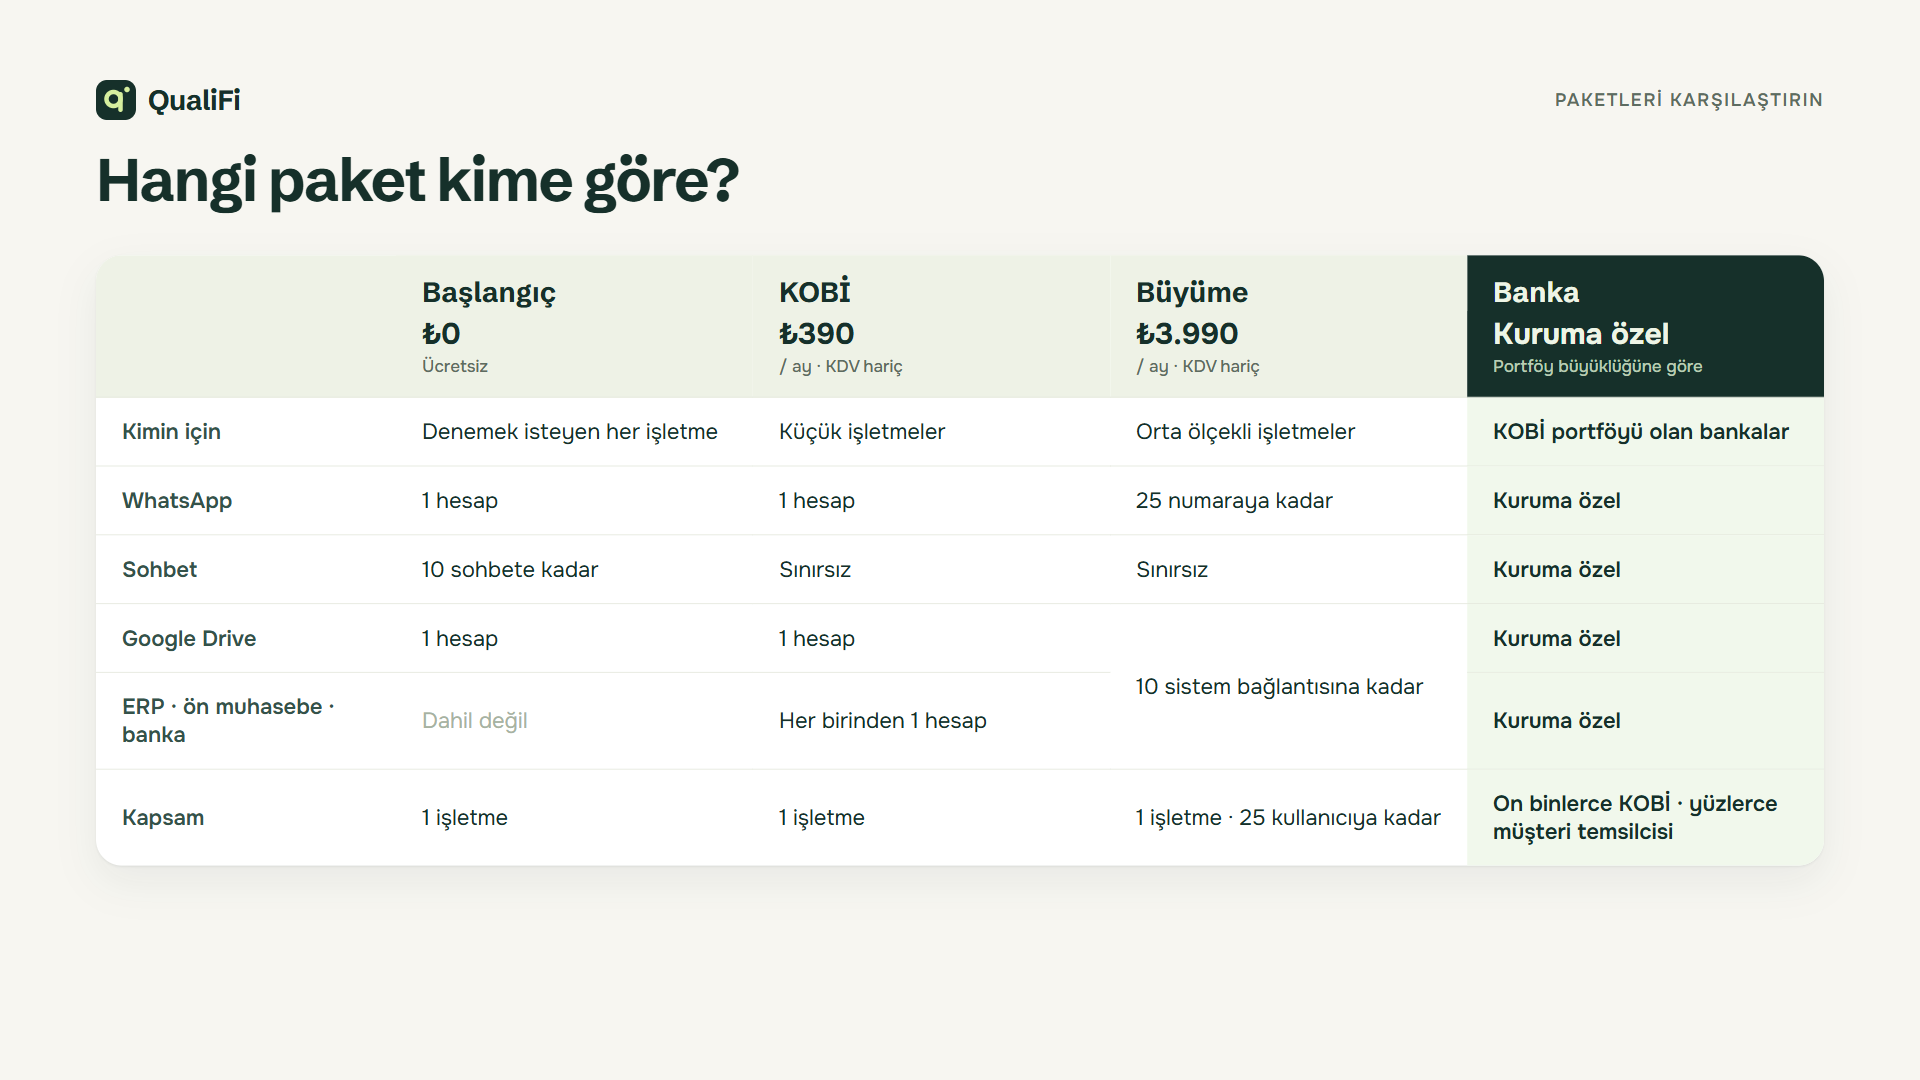 QualiFi
PAKETLERİ KARŞILAŞTIRIN
Hangi paket kime göre?
Başlangıç
₺0
Ücretsiz
KOBİ
₺390
/ ay · KDV hariç
Büyüme
₺3.990
/ ay · KDV hariç
Banka
Kuruma özel
Portföy büyüklüğüne göre
Kimin için
Denemek isteyen her işletme
Küçük işletmeler
Orta ölçekli işletmeler
KOBİ portföyü olan bankalar
WhatsApp
1 hesap
1 hesap
25 numaraya kadar
Kuruma özel
Sohbet
10 sohbete kadar
Sınırsız
Sınırsız
Kuruma özel
Google Drive
1 hesap
1 hesap
10 sistem bağlantısına kadar
Kuruma özel
ERP · ön muhasebe ·
banka
Dahil değil
Her birinden 1 hesap
Kuruma özel
Kapsam
1 işletme
1 işletme
1 işletme · 25 kullanıcıya kadar
On binlerce KOBİ · yüzlerce
müşteri temsilcisi